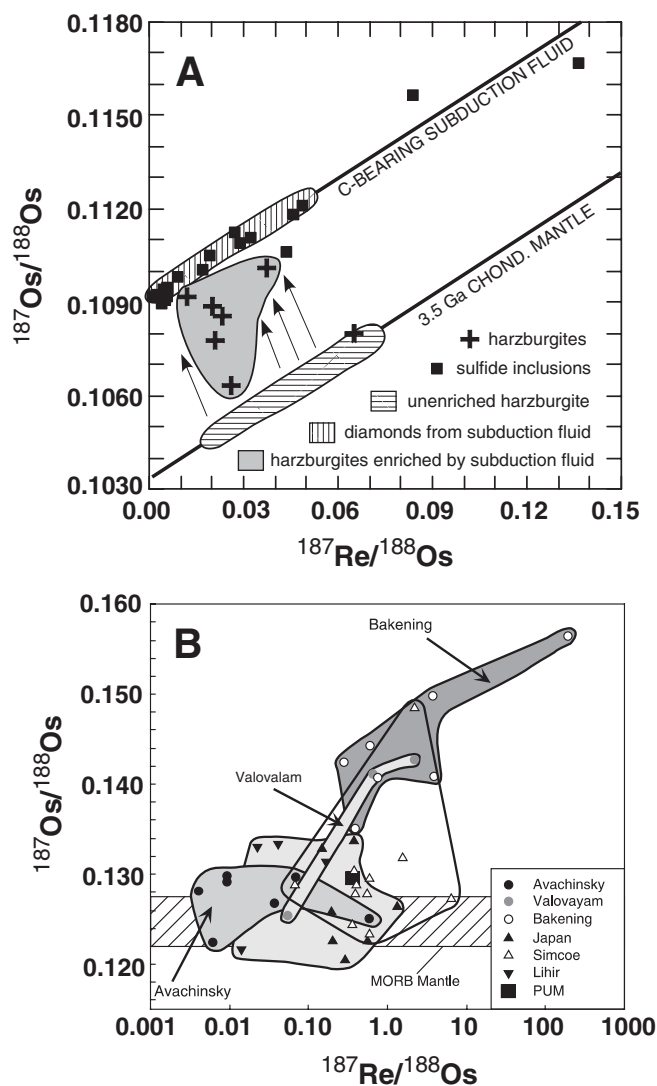 A
0.1180
0.1150
0.1120
0.1090
0.1060
0.1030
187Os/188Os
C-BEARING SUBDUCTION FLUID
3.5 Ga CHOND. MANTLE
harzburgites
sulfide inclusions
unenriched harzburgite
diamonds from subduction fluid
harzburgites enriched by subduction fluid
0.00 0.03 0.06 0.09 0.12 0.15
187Re/188Os
B
0.160
0.150
0.140
0.130
0.120
187Os/188Os
Bakening
Valovalam
Avachinsky
MORB Mantle
Avachinsky
Valovayam
Bakening
Japan
Simcoe
Lihir
PUM
0.001 0.01 0.10 1.0 10 100 1000
187Re/188Os